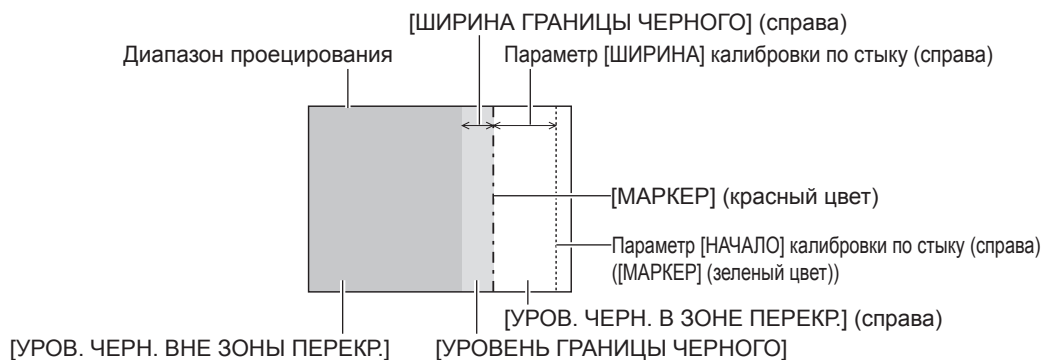 [ШИРИНА ГРАНИЦЫ ЧЕРНОГО] (справа)
Диапазон проецирования
Параметр [ШИРИНА] калибровки по стыку (справа)
[МАРКЕР] (красный цвет)
Параметр [НАЧАЛО] калибровки по стыку (справа)
([МАРКЕР] (зеленый цвет))
[УРОВ. ЧЕРН. В ЗОНЕ ПЕРЕКР.] (справа)
[УРОВ. ЧЕРН. ВНЕ ЗОНЫ ПЕРЕКР.]
[УРОВЕНЬ ГРАНИЦЫ ЧЕРНОГО]